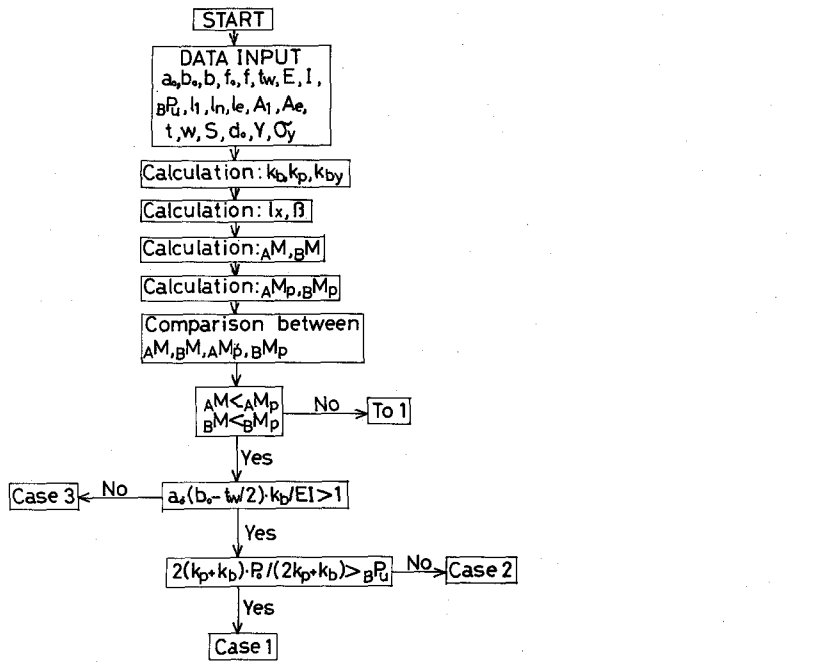 START
DATA INPUT
a₀,b₀,b,f₀,f,tw,E,I,
BPu,l1,ln,le,A1,Ae,
t,w,S,d₀,Y,σy
Calculation:kb,kp,kby
Calculation:lx,β
Calculation:AM,BM
Calculation:AMp,BMp
Comparison between
AM,BM,AMp,BMp
AM<AMp
BM<BMp
No
To 1
Yes
Case 3
No
a₀(b₀-tw/2)·kb/EI>1
Yes
2(kp+kb)·P₀/(2kp+kb)>BPu
No
Case 2
Yes
Case 1